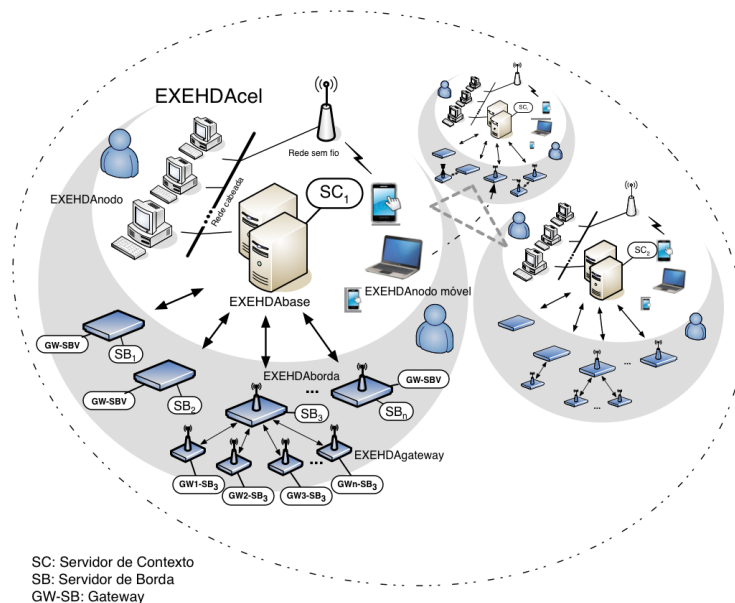 EXEHDAcel
Rede sem fio
EXEHDAnodo
Rede cabeada
SC1
EXEHDAbase
EXEHDAnodo móvel
GW-SBV
SB1
GW-SBV
SB2
EXEHDAborda
SB3
...
GW-SBV
SBn
EXEHDAgateway
GW1-SB3
GW2-SB3
GW3-SB3
...
GWn-SB3
SC2
...
...
SC: Servidor de Contexto
SB: Servidor de Borda
GW-SB: Gateway